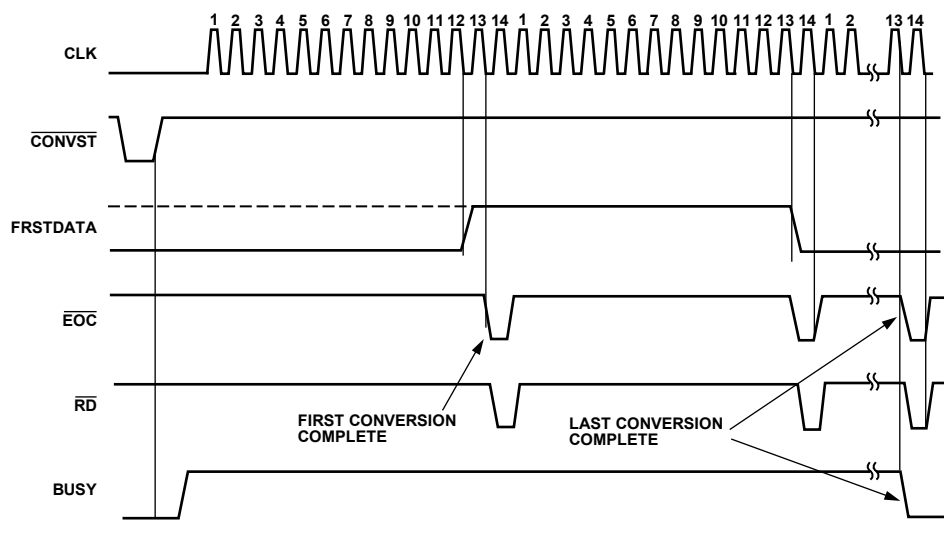 1 2 3 4 5 6 7 8 9 10 11 12 13 14 1 2 3 4 5 6 7 8 9 10 11 12 13 14 1 2 13 14
CLK
CONVST
FRSTDATA
EOC
RD
FIRST CONVERSION
COMPLETE
LAST CONVERSION
COMPLETE
BUSY